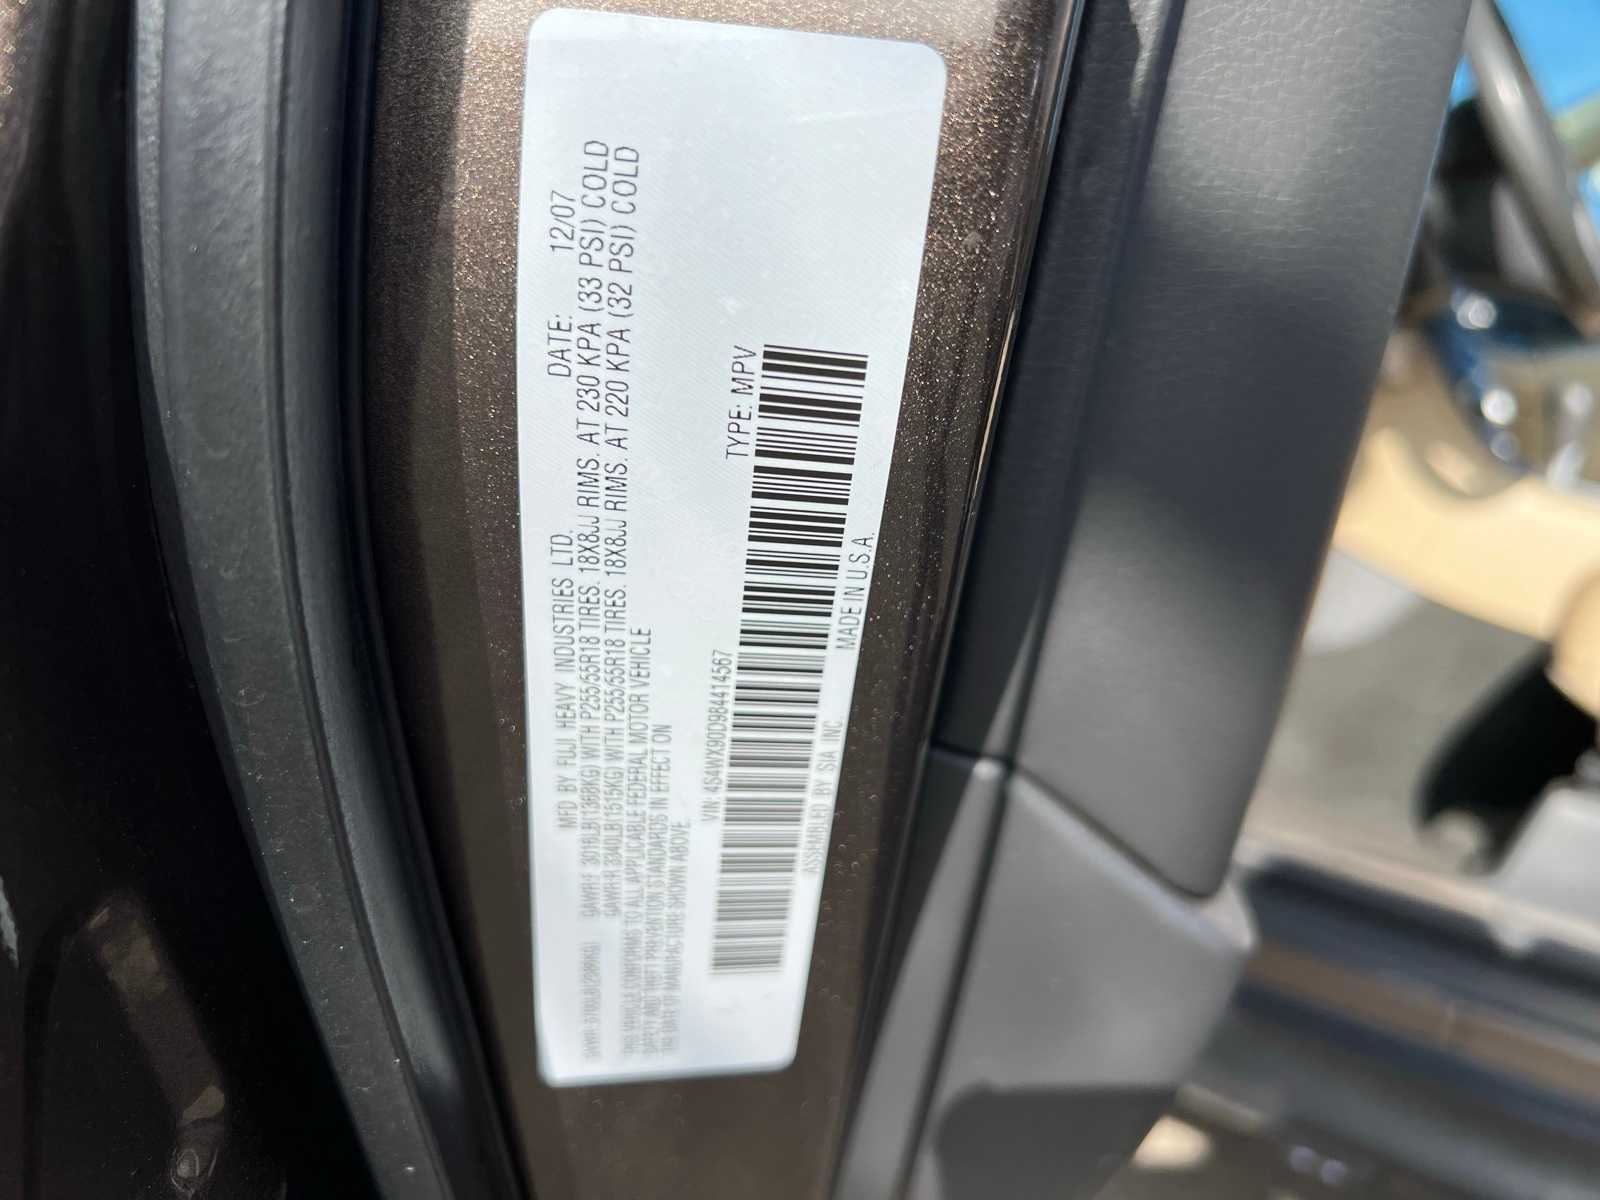 MFD BY FUJI HEAVY INDUSTRIES LTD. DATE: 12/07
GAWR-F 3016LB(1368KG WITH P255/55R18 TIRES. 18X8JJ RIMS. AT 230 KPA (33 PSI) COLD
GAWR-R 3340LB(1515KG WITH P255/55R18 TIRES. 18X8JJ RIMS. AT 220 KPA (32 PSI) COLD
THIS VEHICLE CONFORMS TO ALL APPLICABLE FEDERAL MOTOR VEHICLE
THEFT PREVENTION STANDARDS IN EFFECT ON
THE DATE OF MANUFACTURE SHOWN ABOVE.
VIN: 4S4WX90D984414567 TYPE: MPV
ASSEMBLED BY SIA INC. MADE IN U.S.A.